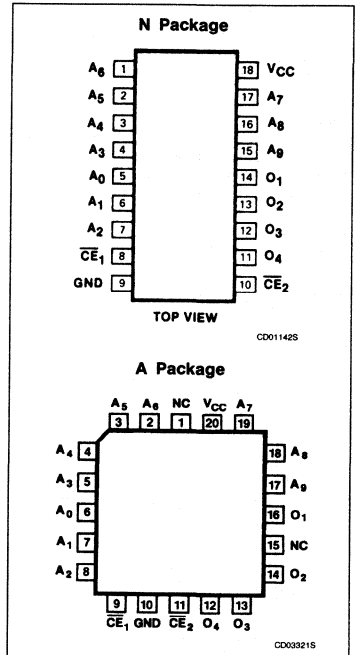 N Package
A6 1 18 VCC
A5 2 17 A7
A4 3 16 A8
A3 4 15 A9
A0 5 14 O1
A1 6 13 O2
A2 7 12 O3
CE1 8 11 O4
GND 9 10 CE2
TOP VIEW
CD01142S
A Package
A5 A6 NC VCC A7
3 2 1 20 19
A4 4 18 A8
A3 5 17 A9
A0 6 16 O1
A1 7 15 NC
A2 8 14 O2
9 10 11 12 13
CE1 GND CE2 O4 O3
CD03321S